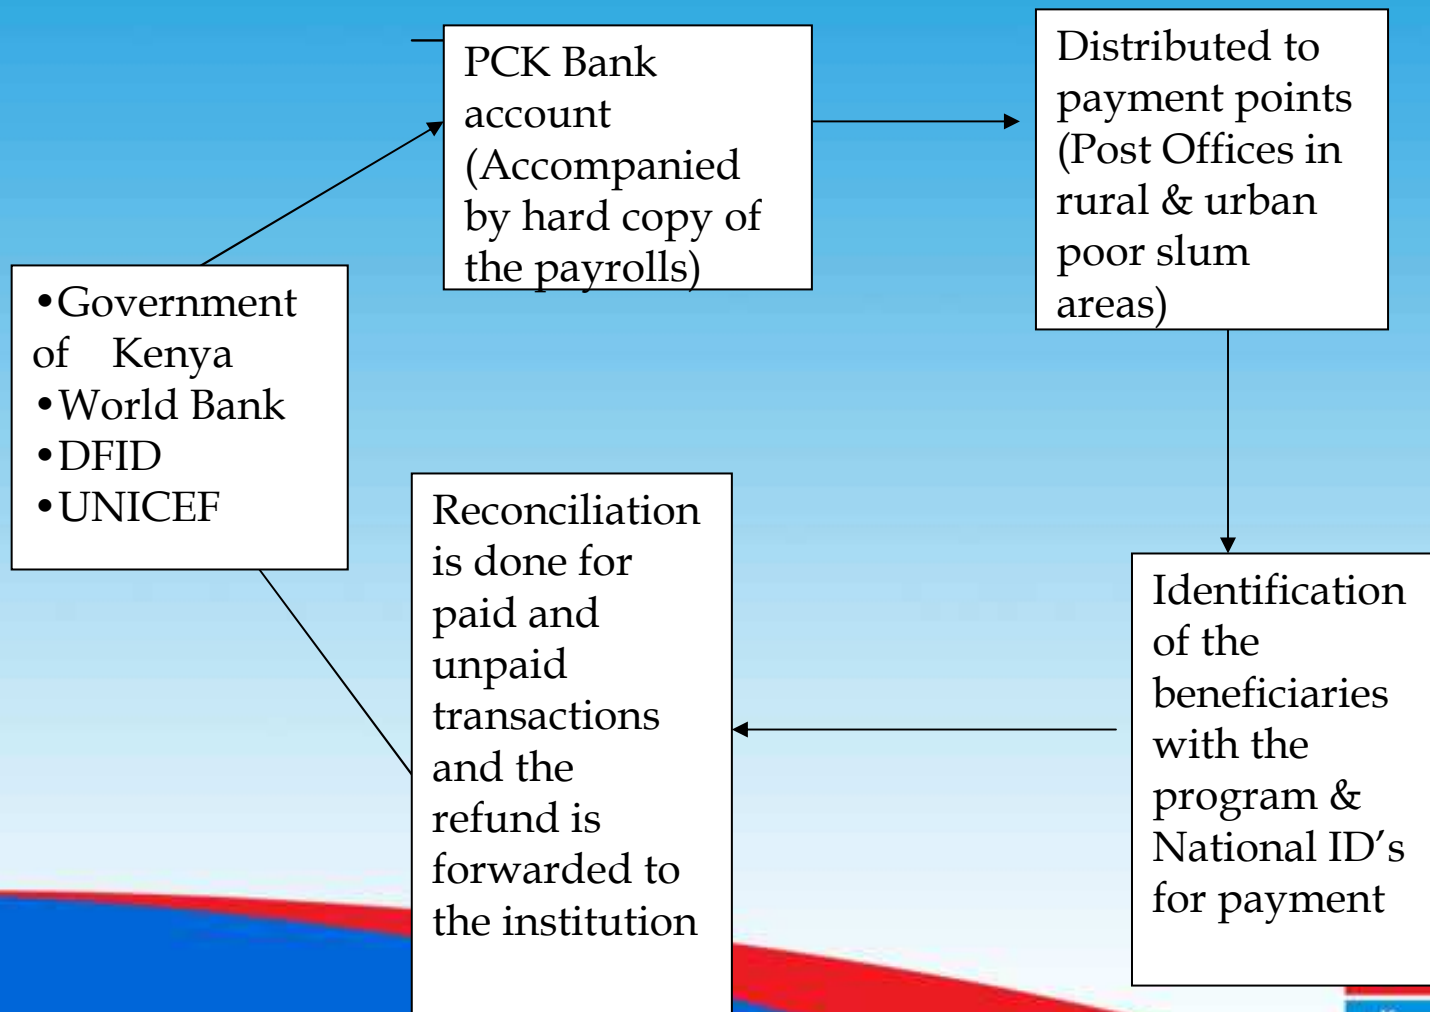 PCK Bank
account
(Accompanied
by hard copy of
the payrolls)
Distributed to
payment points
(Post Offices in
rural & urban
poor slum
areas)
•Government
of Kenya
•World Bank
•DFID
•UNICEF
Reconciliation
is done for
paid and
unpaid
transactions
and the
refund is
forwarded to
the institution
Identification
of the
beneficiaries
with the
program &
National ID’s
for payment